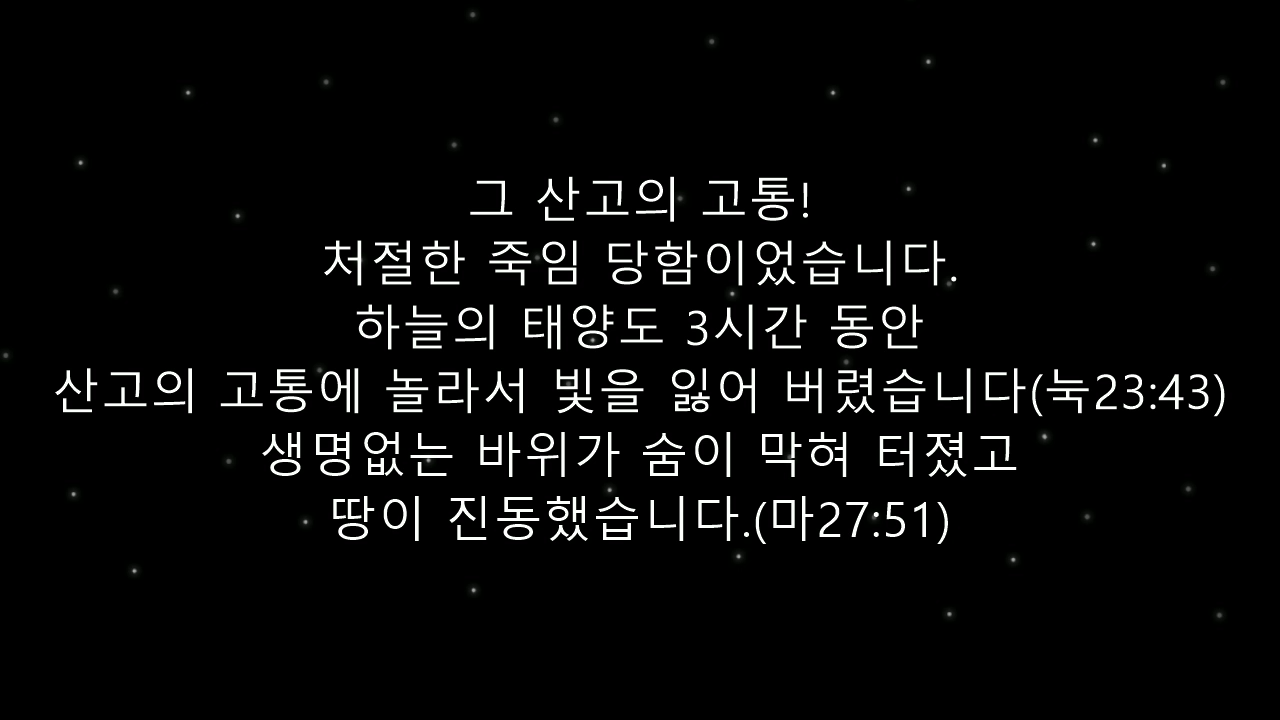 그 산고의 고통!
처절한 죽임 당함이었습니다.
하늘의 태양도 3시간 동안
산고의 고통에 놀라서 빛을 잃어 버렸습니다(눅23:43)
생명없는 바위가 숨이 막혀 터졌고
땅이 진동했습니다.(마27:51)